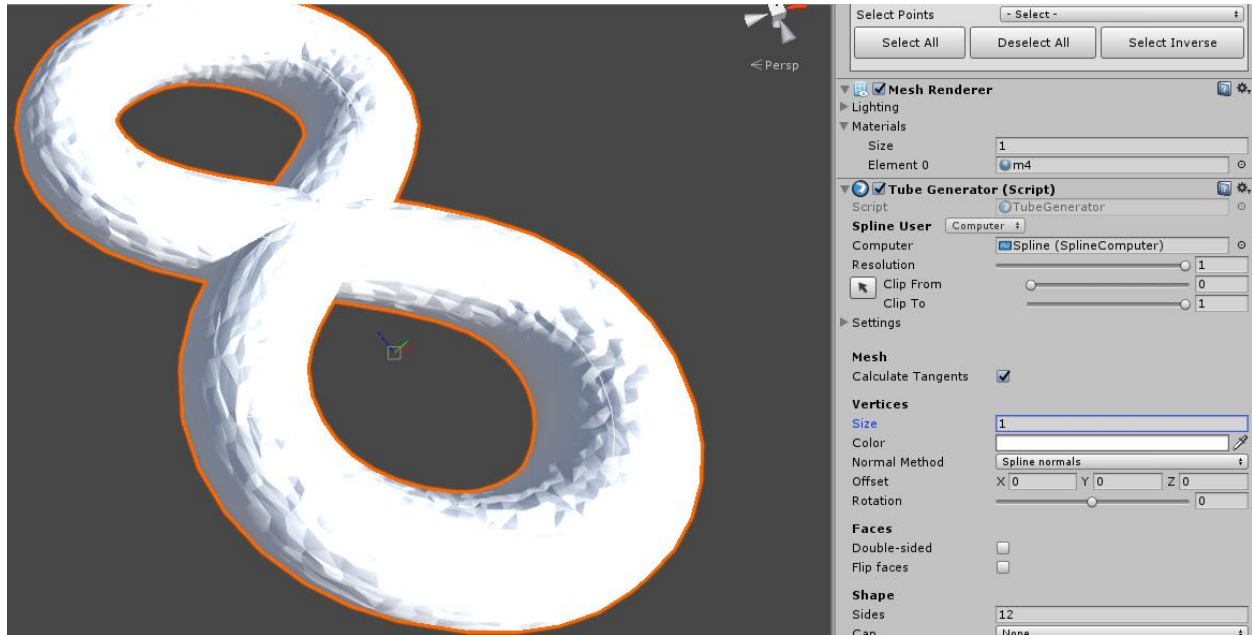 Select Points - Select -
Select All Deselect All Select Inverse
Persp
Mesh Renderer
Lighting
Materials
Size 1
Element 0 m4
Tube Generator (Script)
Script TubeGenerator
Spline User Computer
Computer Spline (SplineComputer)
Resolution 1
Clip From 0
Clip To 1
Settings
Mesh
Calculate Tangents
Vertices
Size 1
Color
Normal Method Spline normals
Offset X 0 Y 0 Z 0
Rotation 0
Faces
Double-sided
Flip faces
Shape
Sides 12
Cap None